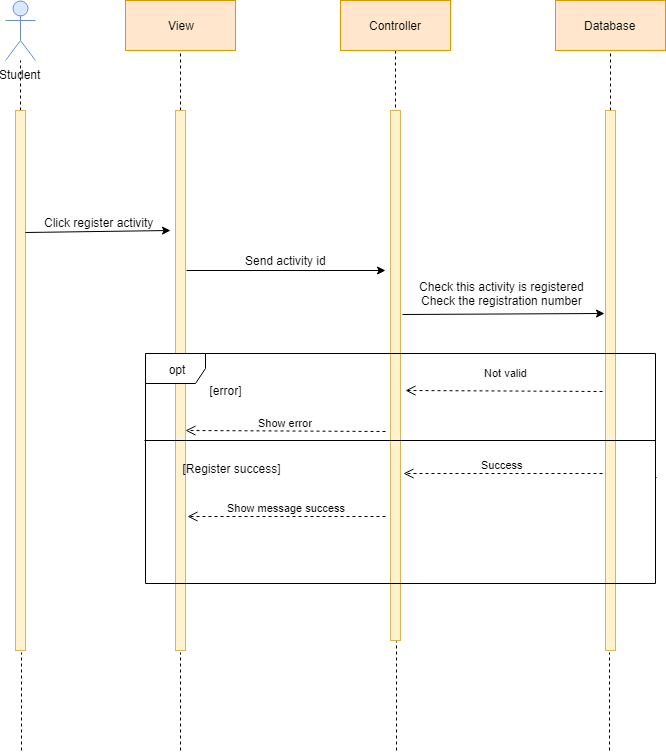 View
Controller
Database
Student
Click register activity
Send activity id
Check this activity is registered
Check the registration number
opt
[error]
Not valid
Show error
[Register success]
Success
Show message success